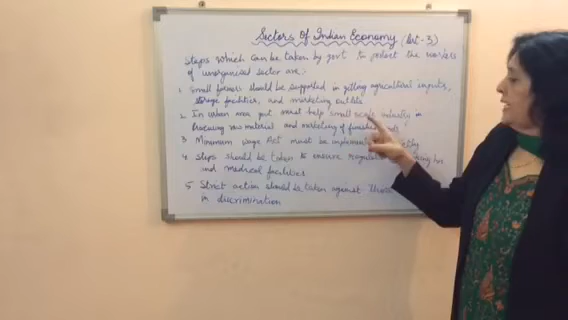 Sectors Of Indian Economy (Part-3)
Steps which can be taken by govt to protect the workers
of unorganised sector are:-
1. Small farmers should be supported in getting agricultural inputs,
storage facilities, and marketing outlets
2. In urban area govt must help small scale industry in
Procuring raw material and marketing of finished
3 Minimum wage Act must be
4 Steps should be taken to ensure regular
and medical facilities
5 Strict action should be taken against those
in discrimination